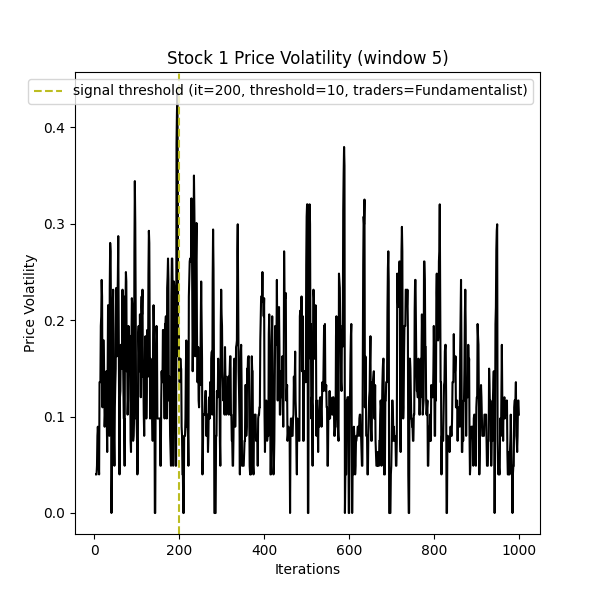 Stock 1 Price Volatility (window 5)
signal threshold (it=200, threshold=10, traders=Fundamentalist)
0.4
0.3
0.2
0.1
0.0
Price Volatility
0 200 400 600 800 1000
Iterations